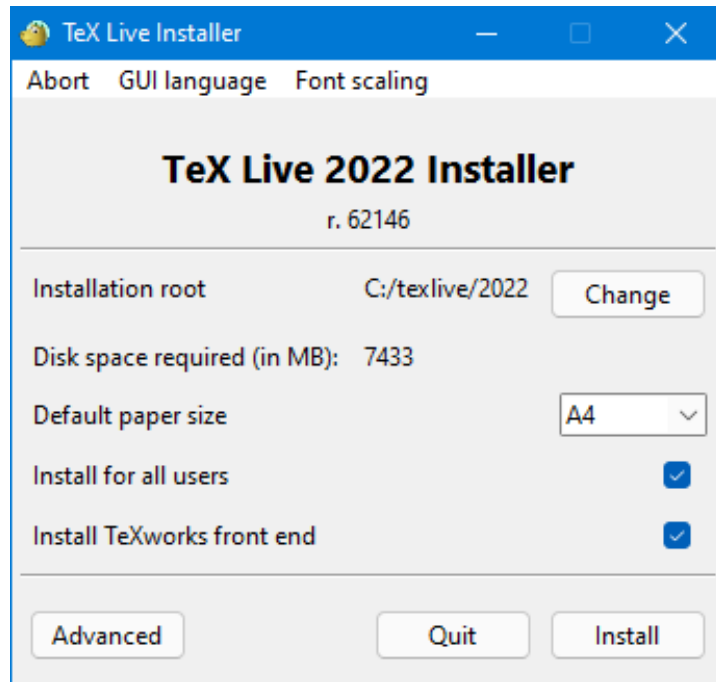 TeX Live Installer
Abort GUI language Font scaling
TeX Live 2022 Installer
r. 62146
Installation root C:/texlive/2022 Change
Disk space required (in MB): 7433
Default paper size A4
Install for all users
Install TeXworks front end
Advanced Quit Install